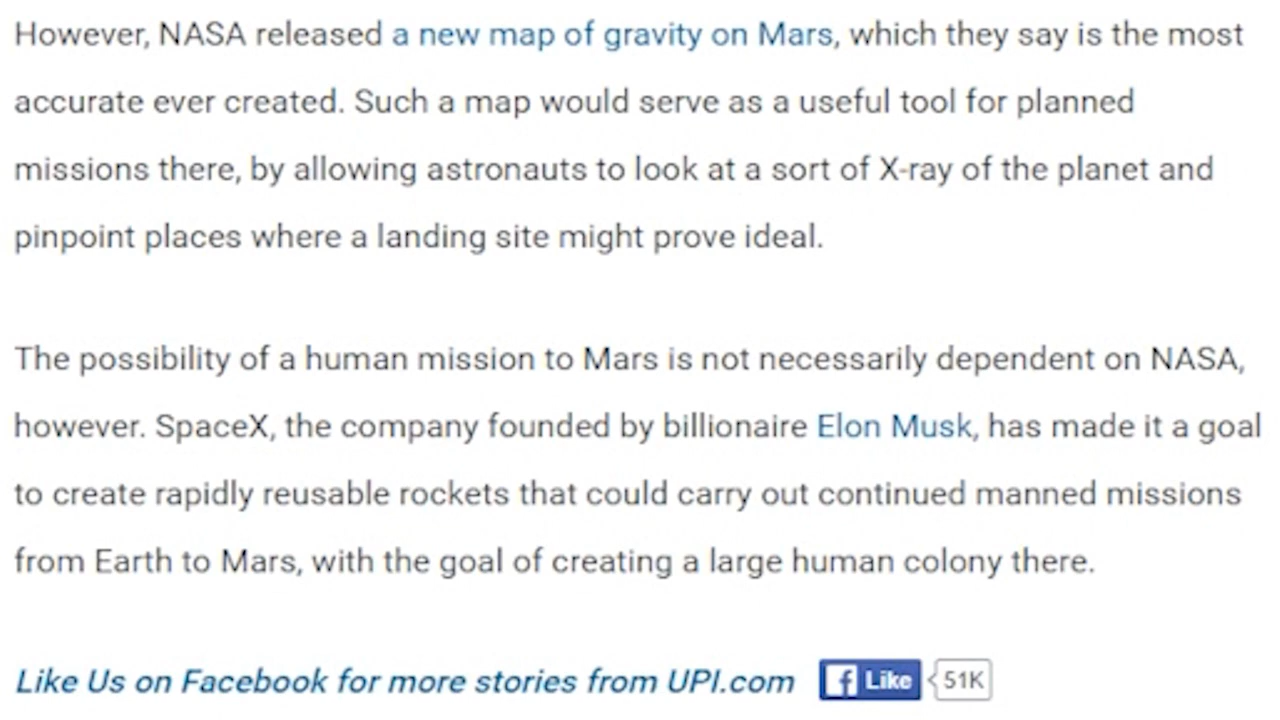 However, NASA released a new map of gravity on Mars, which they say is the most
accurate ever created. Such a map would serve as a useful tool for planned
missions there, by allowing astronauts to look at a sort of X-ray of the planet and
pinpoint places where a landing site might prove ideal.
The possibility of a human mission to Mars is not necessarily dependent on NASA,
however. SpaceX, the company founded by billionaire Elon Musk, has made it a goal
to create rapidly reusable rockets that could carry out continued manned missions
from Earth to Mars, with the goal of creating a large human colony there.
Like Us on Facebook for more stories from UPI.com f Like 51K